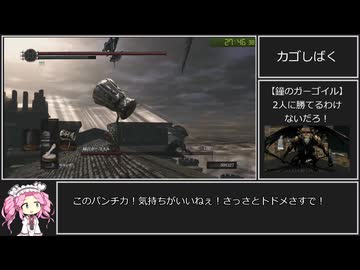 27:46.38
カゴしばく
【鐘のガーゴイル】
2人に勝てるわけ
ないだろ！
このパンチカ！気持ちがいいねぇ！さっさとトドメさすで！